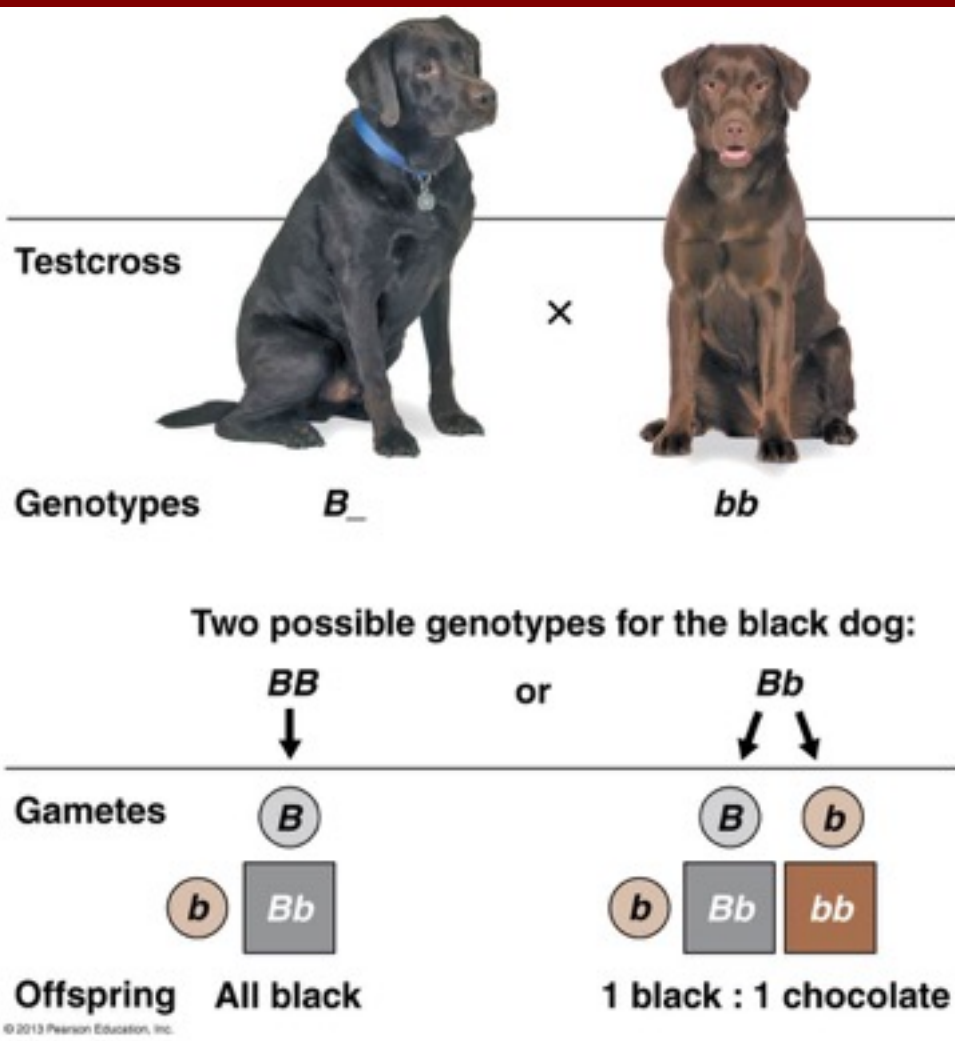 Testcross
×
Genotypes B_ bb
Two possible genotypes for the black dog:
BB or Bb
Gametes B B b
b Bb b Bb bb
Offspring All black 1 black : 1 chocolate
© 2013 Pearson Education, Inc.